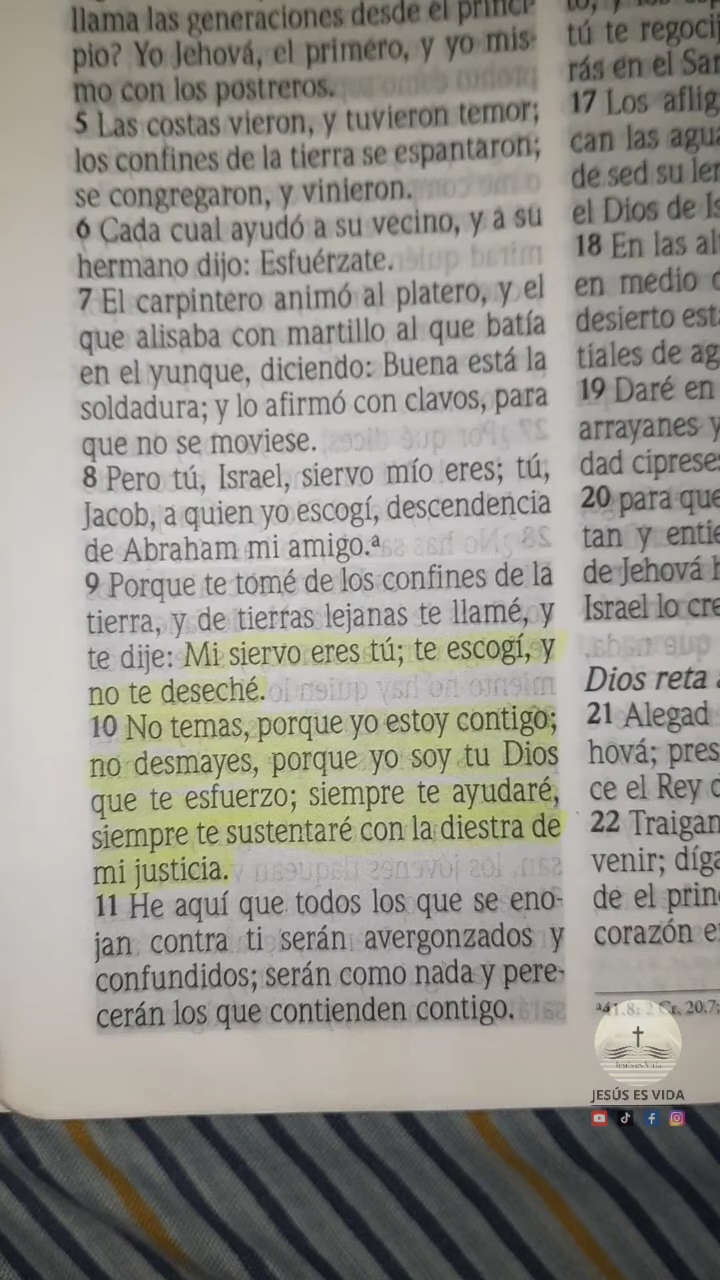 llama las generaciones desde el princi-
pio? Yo Jehová, el primero, y yo mis-
mo con los postreros.
5 Las costas vieron, y tuvieron temor;
los confines de la tierra se espantaron;
se congregaron, y vinieron.
6 Cada cual ayudó a su vecino, y a su
hermano dijo: Esfuérzate.
7 El carpintero animó al platero, y el
que alisaba con martillo al que batía
en el yunque, diciendo: Buena está la
soldadura; y lo afirmó con clavos, para
que no se moviese.
8 Pero tú, Israel, siervo mío eres; tú,
Jacob, a quien yo escogí, descendencia
de Abraham mi amigo.ª
9 Porque te tomé de los confines de la
tierra, y de tierras lejanas te llamé, y
te dije: Mi siervo eres tú; te escogí, y
no te deseché.
10 No temas, porque yo estoy contigo;
no desmayes, porque yo soy tu Dios
que te esfuerzo; siempre te ayudaré,
siempre te sustentaré con la diestra de
mi justicia.
11 He aquí que todos los que se eno-
jan contra ti serán avergonzados y
confundidos; serán como nada y pere-
cerán los que contienden contigo.
tú te regocij
rás en el San
17 Los aflig
can las agua
de sed su len
el Dios de Is
18 En las al
en medio
desierto est
tiales de ag
19 Daré en
arrayanes y
dadciprese
20 para que
tan y entie
de Jehová h
Israel lo cre
Dios reta a
21 Alegad
hová; pres
ce el Rey d
22 Traigan
venir; díga
de el prin
corazón e
ª41.8: 2 Cr. 20.7;
Jesús es Vida
JESÚS ES VIDA